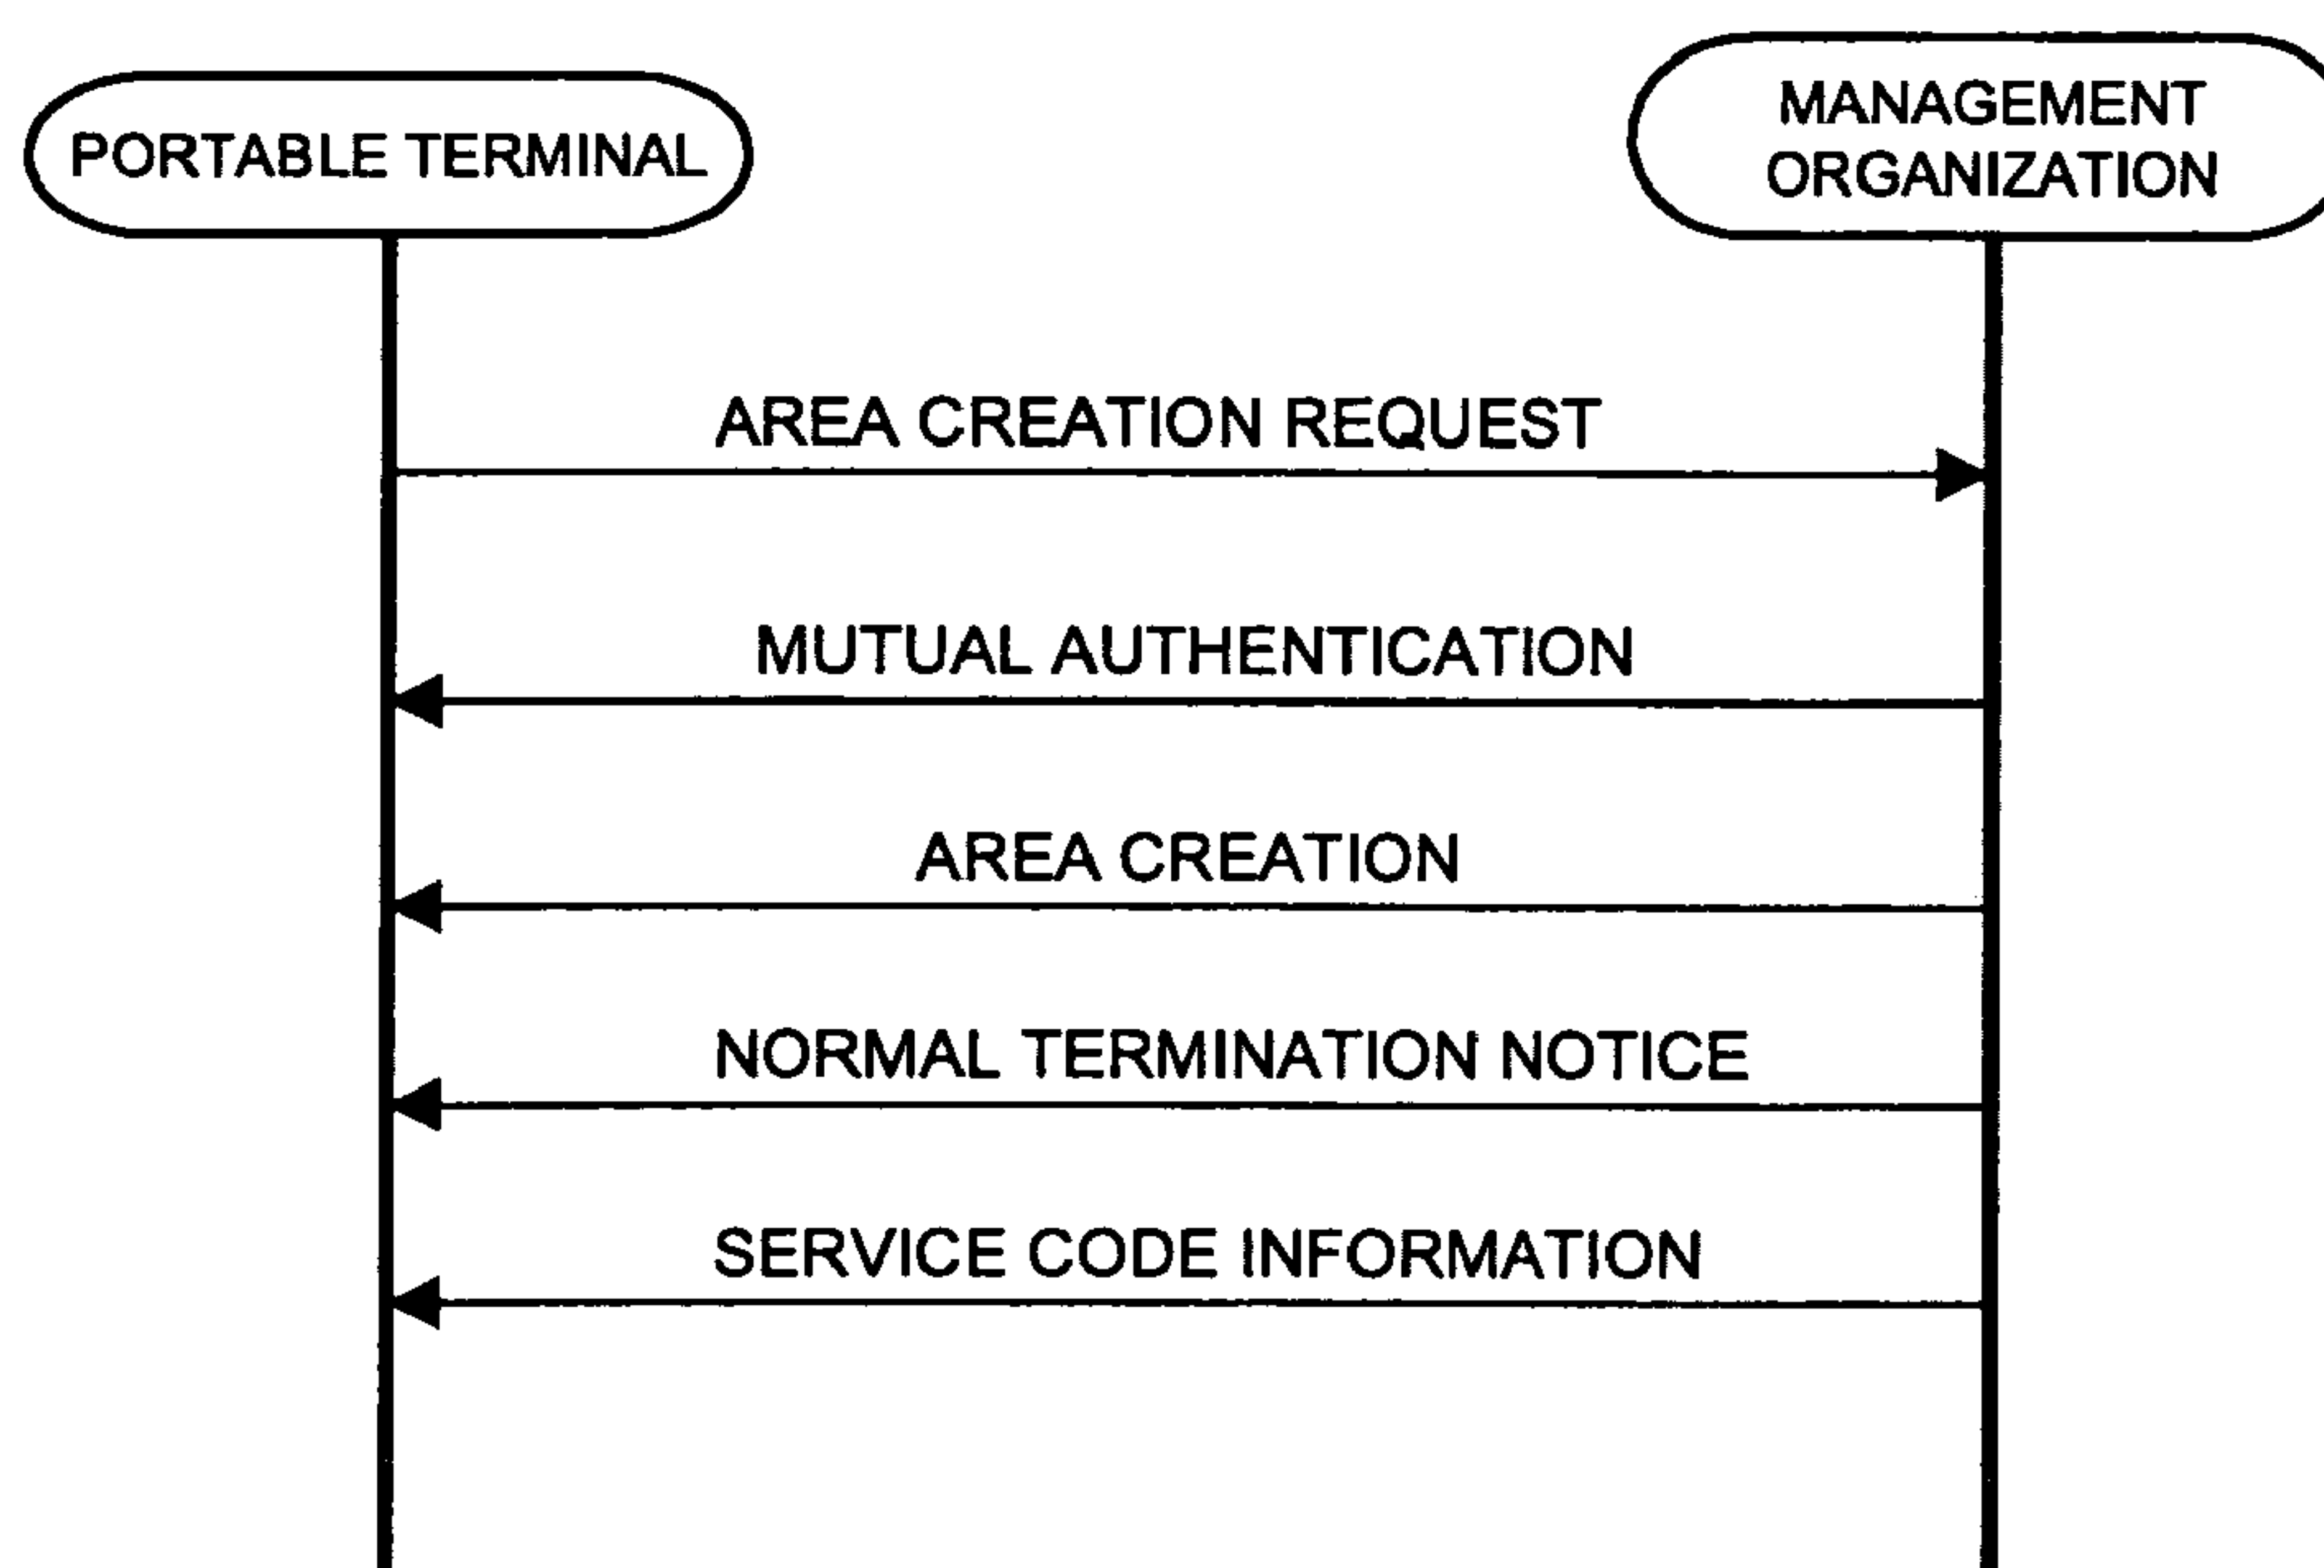 PORTABLE TERMINAL
MANAGEMENT
ORGANIZATION
AREA CREATION REQUEST
MUTUAL AUTHENTICATION
AREA CREATION
NORMAL TERMINATION NOTICE
SERVICE CODE INFORMATION